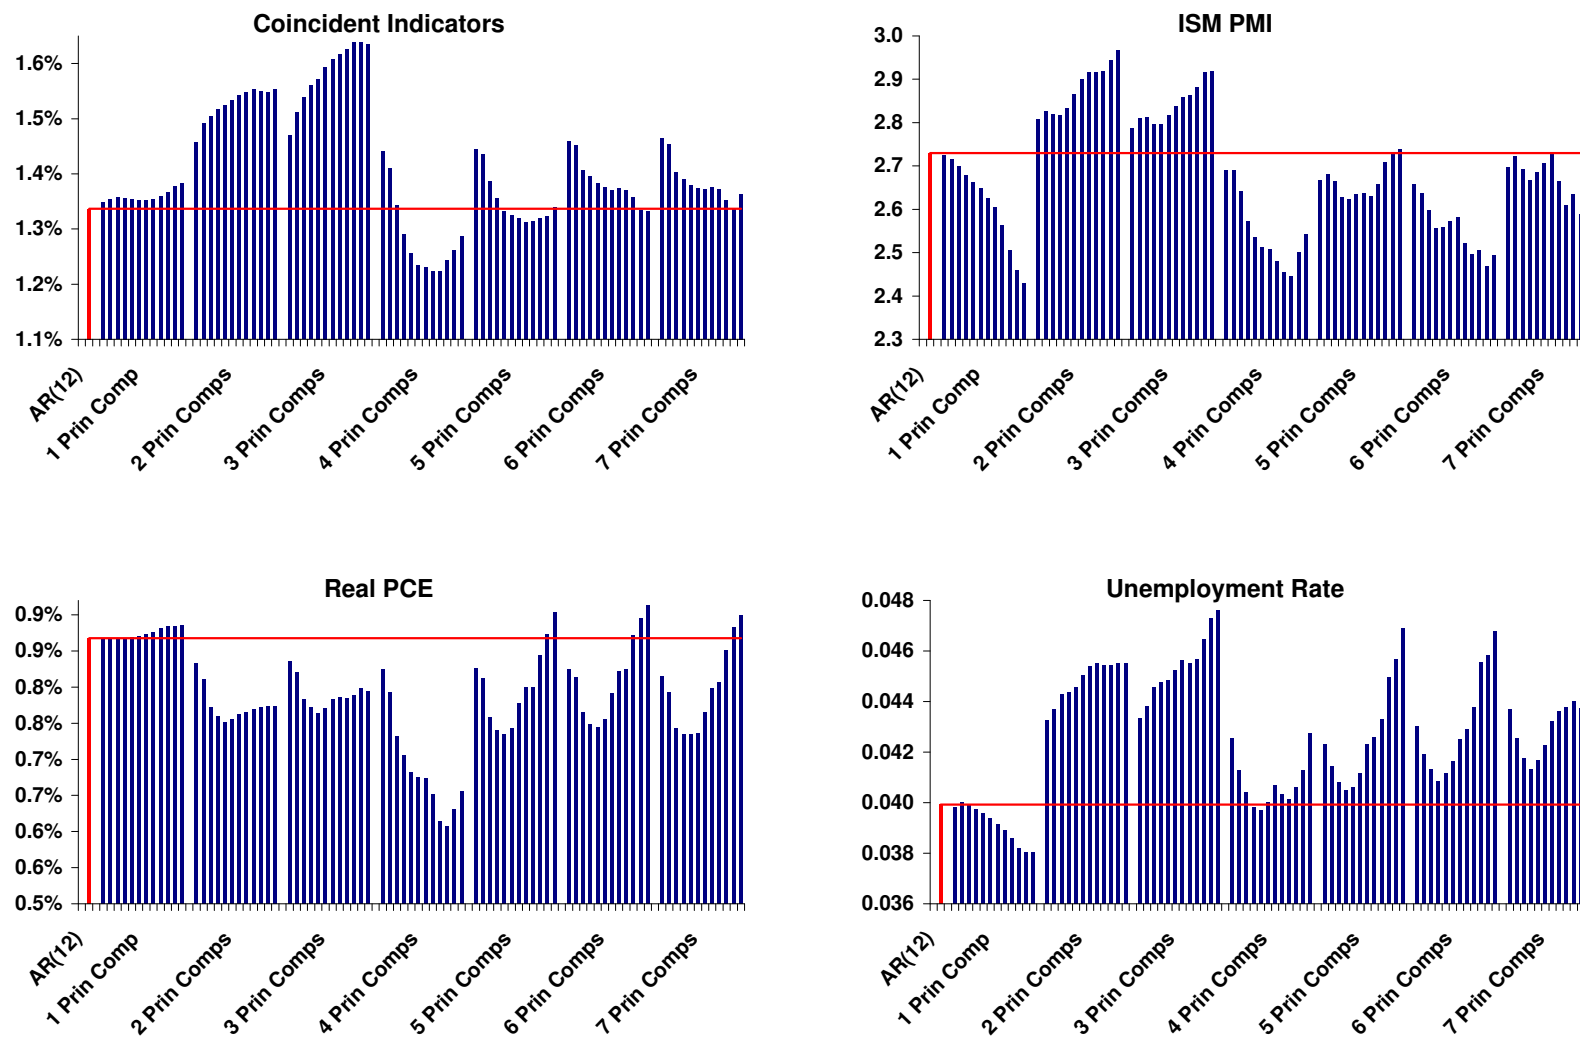 Coincident Indicators
1.6%
1.5%
1.4%
1.3%
1.2%
1.1%
AR(12)
1 Prin Comp
2 Prin Comps
3 Prin Comps
4 Prin Comps
5 Prin Comps
6 Prin Comps
7 Prin Comps
ISM PMI
3.0
2.9
2.8
2.7
2.6
2.5
2.4
2.3
AR(12)
1 Prin Comp
2 Prin Comps
3 Prin Comps
4 Prin Comps
5 Prin Comps
6 Prin Comps
7 Prin Comps
Real PCE
0.9%
0.9%
0.8%
0.8%
0.7%
0.7%
0.6%
0.6%
0.5%
AR(12)
1 Prin Comp
2 Prin Comps
3 Prin Comps
4 Prin Comps
5 Prin Comps
6 Prin Comps
7 Prin Comps
Unemployment Rate
0.048
0.046
0.044
0.042
0.040
0.038
0.036
AR(12)
1 Prin Comp
2 Prin Comps
3 Prin Comps
4 Prin Comps
5 Prin Comps
6 Prin Comps
7 Prin Comps